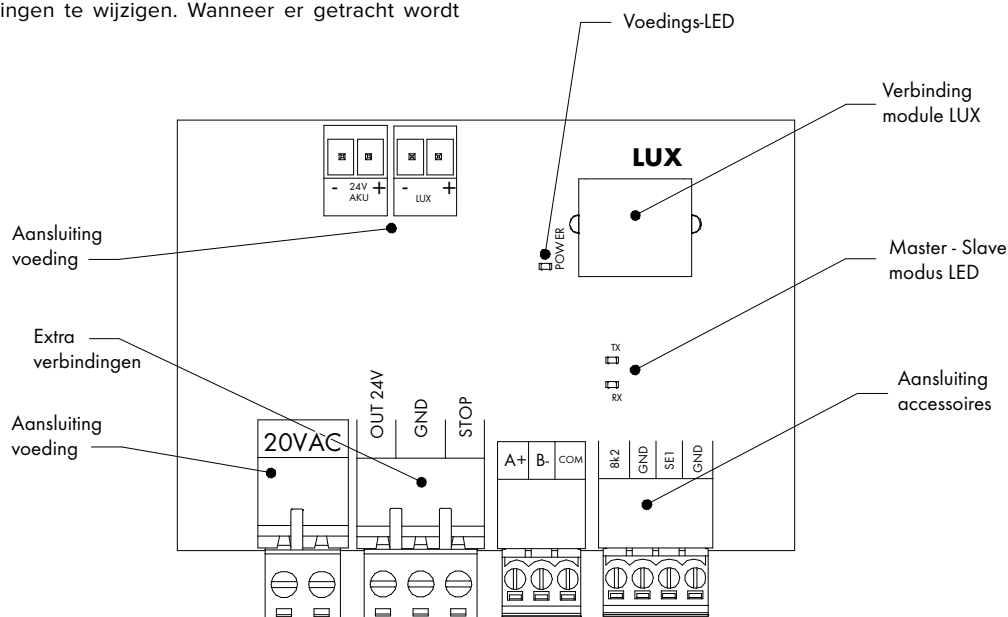 ingen te wijzigen. Wanneer er getracht wordt
Voedings-LED
Verbinding
module LUX
LUX
- 24V +
AKU
- LUX +
POWER
Aansluiting
voeding
Master - Slave
modus LED
TX
RX
Extra
verbindingen
Aansluiting
accessoires
Aansluiting
voeding
20VAC
OUT 24V
GND
STOP
A+ B- COM
8k2
GND
SE1
GND